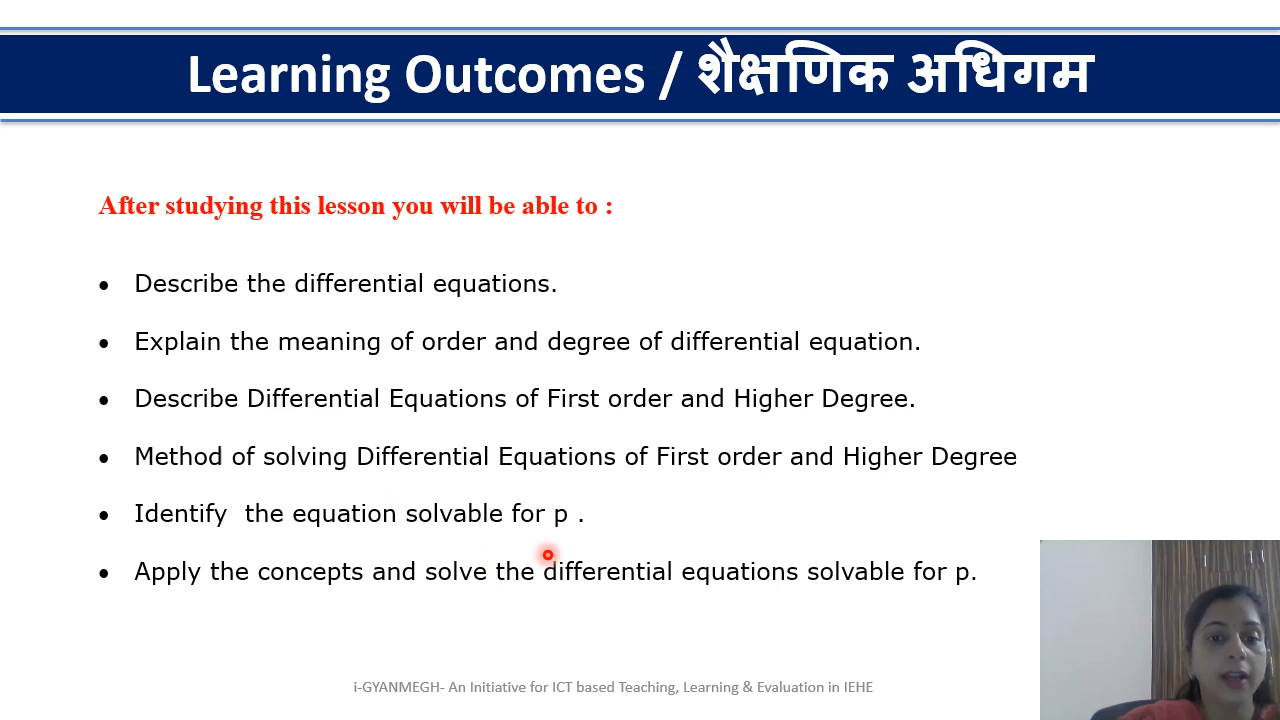 Learning Outcomes / शैक्षणिक अधिगम
After studying this lesson you will be able to :
• Describe the differential equations.
• Explain the meaning of order and degree of differential equation.
• Describe Differential Equations of First order and Higher Degree.
• Method of solving Differential Equations of First order and Higher Degree
• Identify the equation solvable for p .
• Apply the concepts and solve the differential equations solvable for p.
i-GYANMEGH- An Initiative for ICT based Teaching, Learning & Evaluation in IEHE